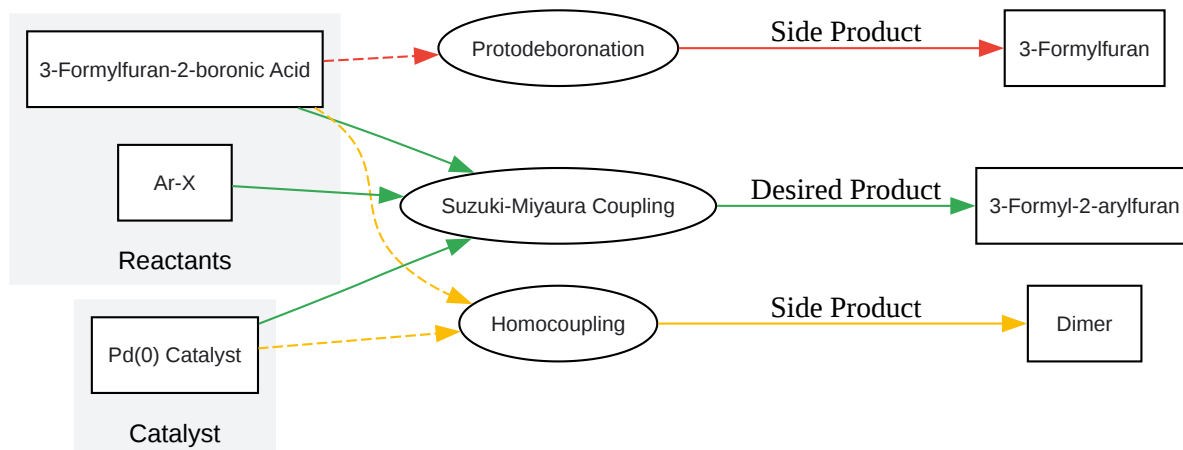 3-Formylfuran-2-boronic Acid
Protodeboronation
Side Product
3-Formylfuran
Ar-X
Suzuki-Miyaura Coupling
Desired Product
3-Formyl-2-arylfuran
Reactants
Pd(0) Catalyst
Homocoupling
Side Product
Dimer
Catalyst